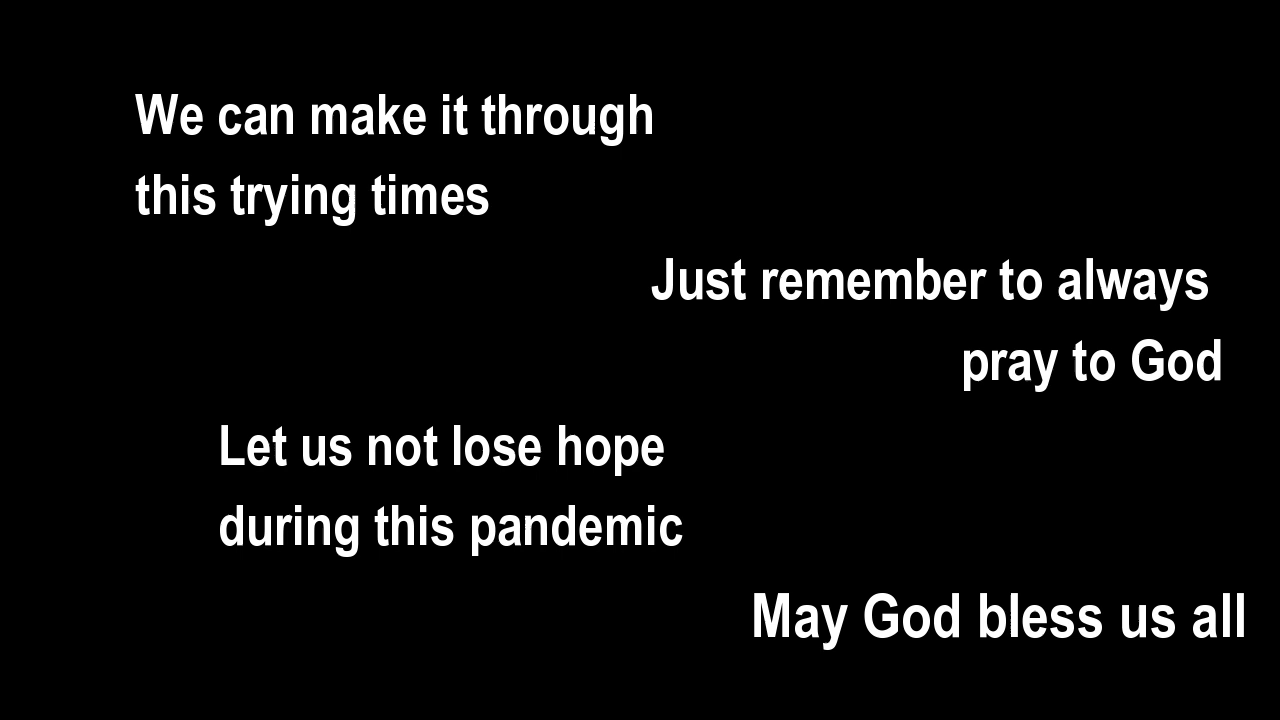 We can make it through
this trying times
Just remember to always
pray to God
Let us not lose hope
during this pandemic
May God bless us all